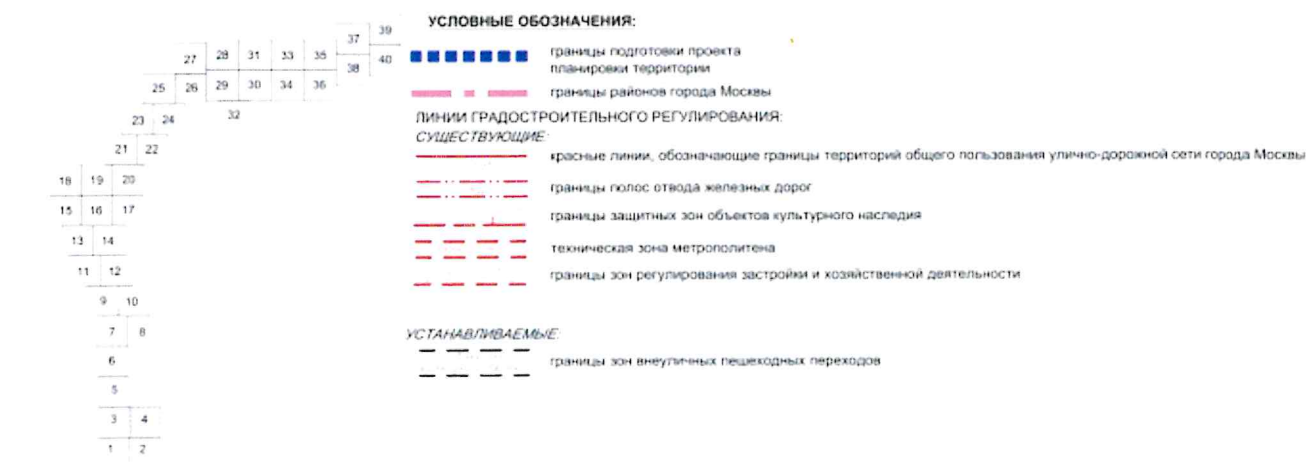 УСЛОВНЫЕ ОБОЗНАЧЕНИЯ:
границы подготовки проекта
планировки территории
границы районов города Москвы
ЛИНИИ ГРАДОСТРОИТЕЛЬНОГО РЕГУЛИРОВАНИЯ:
СУЩЕСТВУЮЩИЕ:
красные линии, обозначающие границы территорий общего пользования улично-дорожной сети города Москвы
границы полос отвода железных дорог
границы защитных зон объектов культурного наследия
техническая зона метрополитена
границы зон регулирования застройки и хозяйственной деятельности
УСТАНАВЛИВАЕМЫЕ:
границы зон внеуличных пешеходных переходов
39
37
40
38
27 28 31 33 35
25 26 29 30 34 36
32
23 24
21 22
18 19 20
15 16 17
13 14
11 12
9 10
7 8
6
5
3 4
1 2